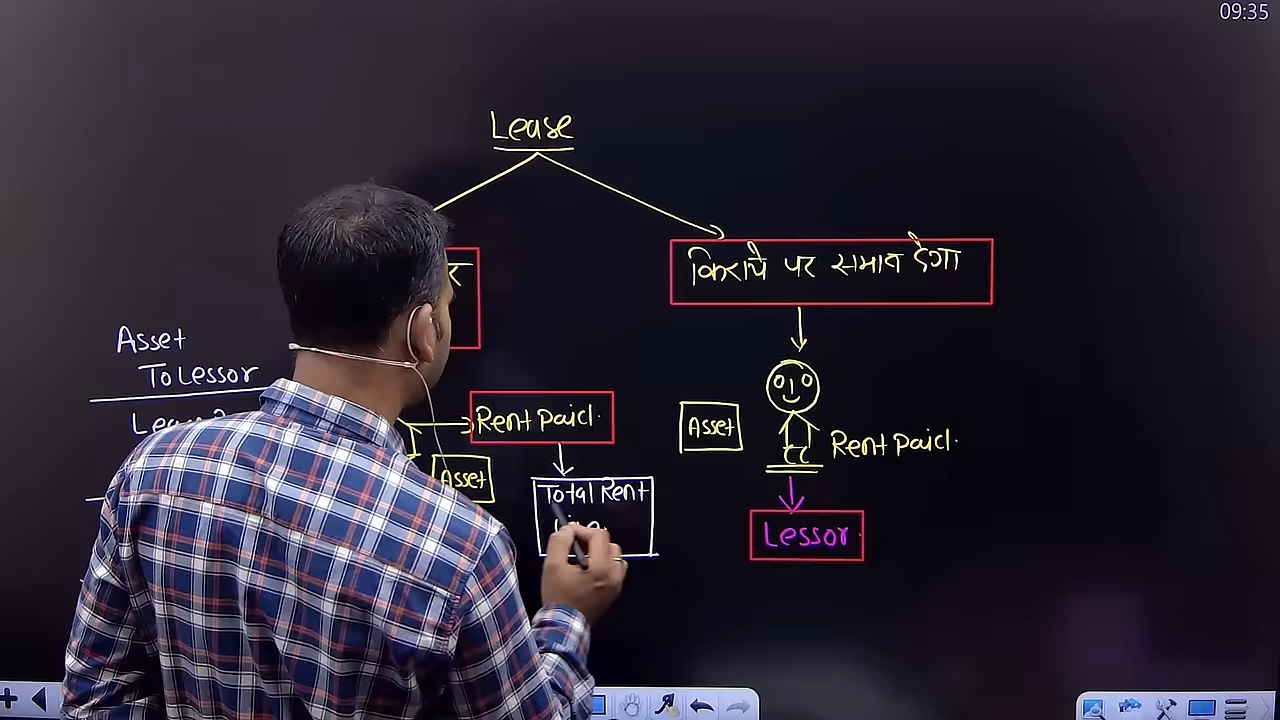 09:35
Lease
किराये पर समान देगा
Asset
To Lessor
Rent Paid.
Asset
Rent Paid.
Asset
Total Rent
Lessor